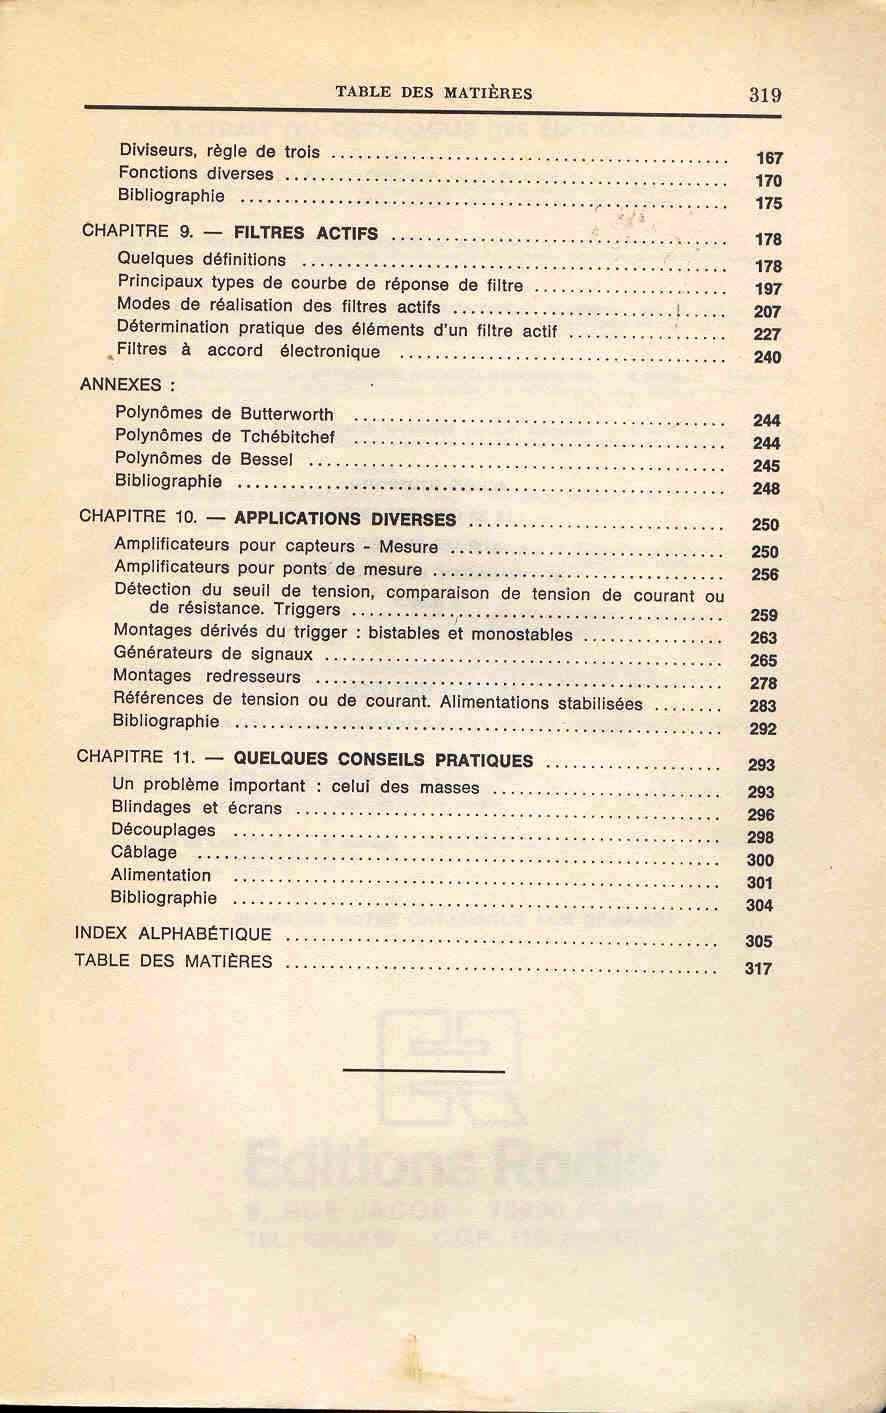 TABLE DES MATIÈRES 319
Diviseurs, règle de trois 167
Fonctions diverses 170
Bibliographie 175
CHAPITRE 9. — FILTRES ACTIFS 178
Quelques définitions 178
Principaux types de courbe de réponse de filtre 197
Modes de réalisation des filtres actifs 207
Détermination pratique des éléments d'un filtre actif 227
Filtres à accord électronique 240
ANNEXES :
Polynômes de Butterworth 244
Polynômes de Tchébitchef 244
Polynômes de Bessel 245
Bibliographie 248
CHAPITRE 10. — APPLICATIONS DIVERSES 250
Amplificateurs pour capteurs - Mesure 250
Amplificateurs pour ponts de mesure 256
Détection du seuil de tension, comparaison de tension de courant ou
de résistance. Triggers 259
Montages dérivés du trigger : bistables et monostables 263
Générateurs de signaux 265
Montages redresseurs 278
Références de tension ou de courant. Alimentations stabilisées 283
Bibliographie 292
CHAPITRE 11. — QUELQUES CONSEILS PRATIQUES 293
Un problème important : celui des masses 293
Blindages et écrans 296
Découplages 298
Câblage 300
Alimentation 301
Bibliographie 304
INDEX ALPHABÉTIQUE 305
TABLE DES MATIÈRES 317
Editions Radio
9, RUE JACOB